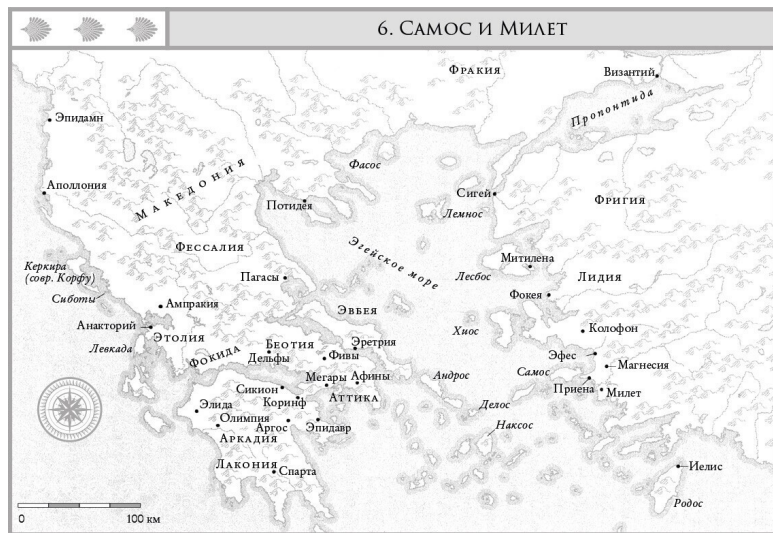 6. Самос и Милет
Фракия
Византий
Пропонтида
Эпидамн
Фасос
Аполлония
Македония
Потидея
Сигей
Лемнос
Фригия
Фессалия
Эгейское море
Митилена
Керкира
(совр. Корфу)
Сиботы
Пагасы
Лесбос
Лидия
Фокея
Ампракия
Эвбея
Анакторий
Этолия
Хиос
Колофон
Левкада
Фокида
Беотия
Эретрия
Дельфы
Фивы
Эфес
Магнесия
Мегары
Афины
Андрос
Самос
Сикион
Аттика
Приена
Милет
Коринф
Элида
Делос
Олимпия
Аргос
Эпидавр
Наксос
Аркадия
Лакония
Спарта
Иелис
Родос
0
100 км